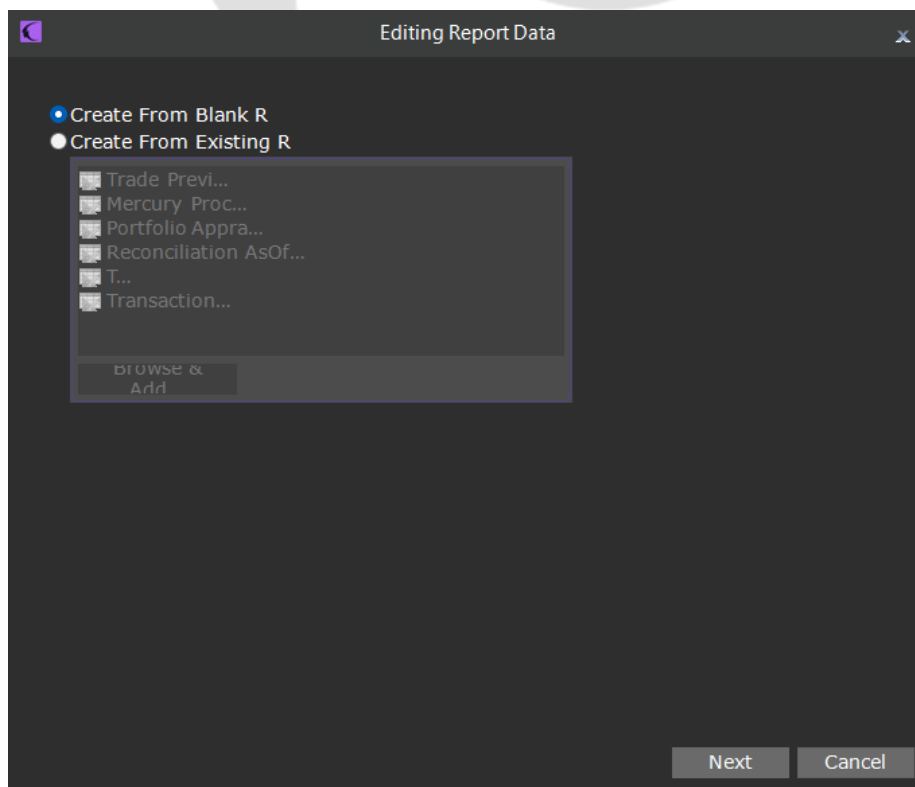 Editing Report Data
x
Create From Blank R
Create From Existing R
Trade Previ...
Mercury Proc...
Portfolio Appra...
Reconciliation AsOf...
T...
Transaction...
Browse &
Add
Next Cancel